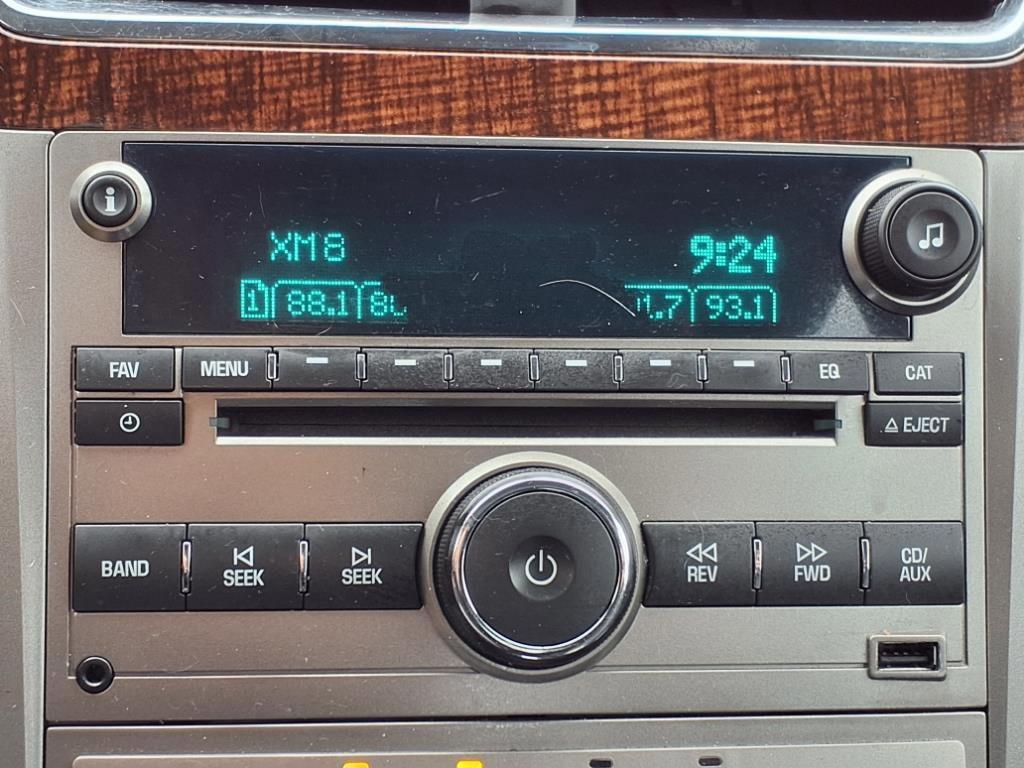 i
XM8
9:24
1 88.1 93.1
FAV MENU EQ CAT
EJECT
BAND SEEK SEEK REV FWD CD/
AUX